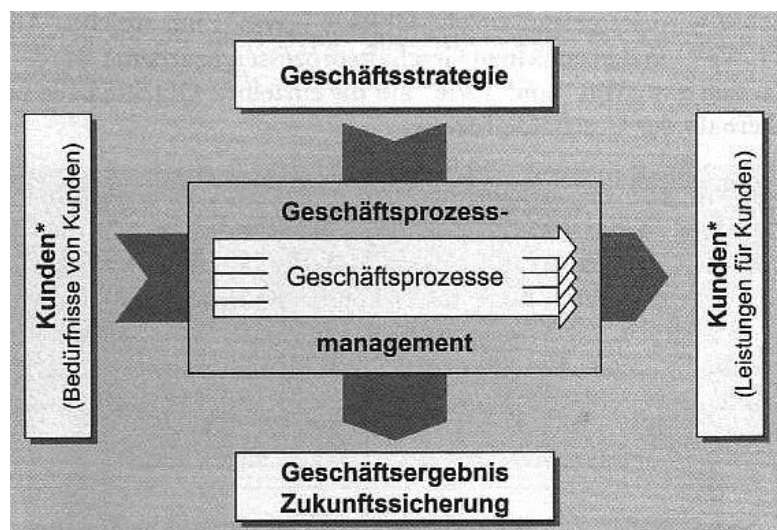 Geschäftsstrategie
Kunden*
(Bedürfnisse von Kunden)
Geschäftsprozess-
Geschäftsprozesse
management
Kunden*
(Leistungen für Kunden)
Geschäftsergebnis
Zukunftssicherung